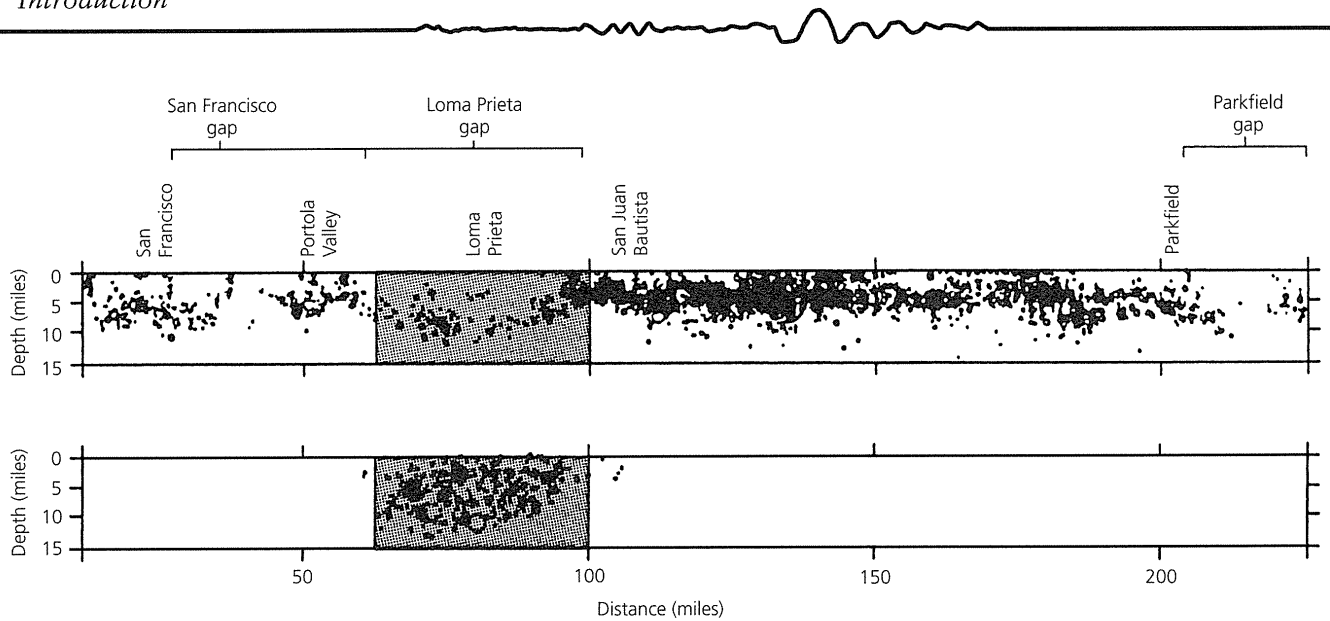 Introduction
San Francisco
gap
Loma Prieta
gap
Parkfield
gap
San
Francisco
Portola
Valley
Loma
Prieta
San Juan
Bautista
Parkfield
Depth (miles)
0
5
10
15
Depth (miles)
0
5
10
15
50
100
150
200
Distance (miles)